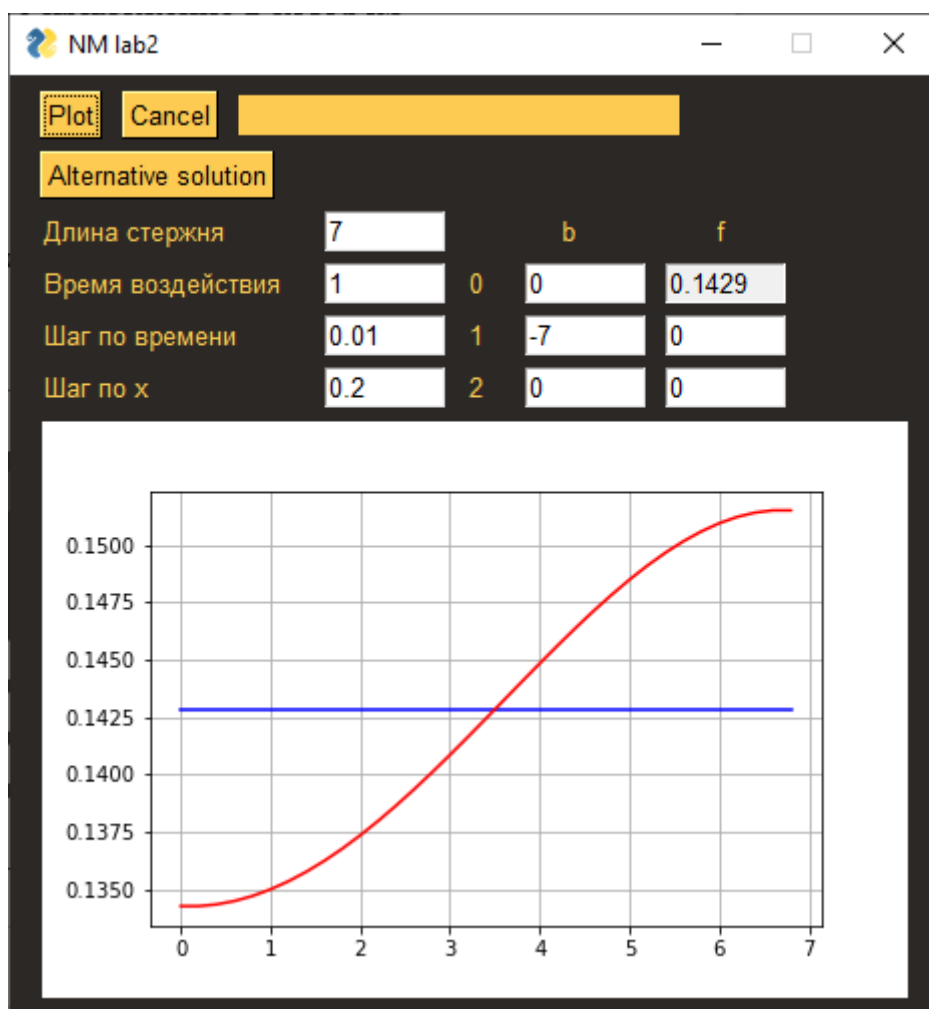 NM lab2
Plot Cancel
Alternative solution
Длина стержня 7 b f
Время воздействия 1 0 0 0.1429
Шаг по времени 0.01 1 -7 0
Шаг по x 0.2 2 0 0
0.1500
0.1475
0.1450
0.1425
0.1400
0.1375
0.1350
0 1 2 3 4 5 6 7